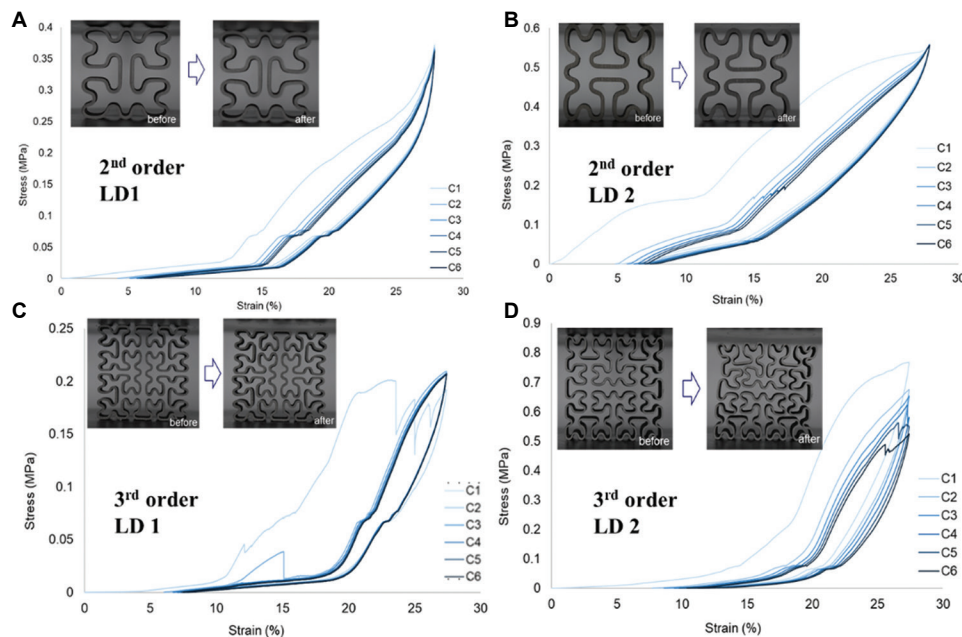 A
0.4
0.35
0.3
0.25
0.2
0.15
0.1
0.05
0
Stress (MPa)
before
after
2nd order
LD1
C1
C2
C3
C4
C5
C6
0 5 10 15 20 25 30
Strain (%)
B
0.6
0.5
0.4
0.3
0.2
0.1
0
Stress (MPa)
before
after
2nd order
LD 2
C1
C2
C3
C4
C5
C6
0 5 10 15 20 25 30
Strain (%)
C
0.25
0.2
0.15
0.1
0.05
0
Stress (MPa)
before
after
3rd order
LD 1
C1
C2
C3
C4
C5
C6
0 5 10 15 20 25 30
Strain (%)
D
0.9
0.8
0.7
0.6
0.5
0.4
0.3
0.2
0.1
0
Stress (MPa)
before
after
3rd order
LD 2
C1
C2
C3
C4
C5
C6
0 5 10 15 20 25 30
Strain (%)